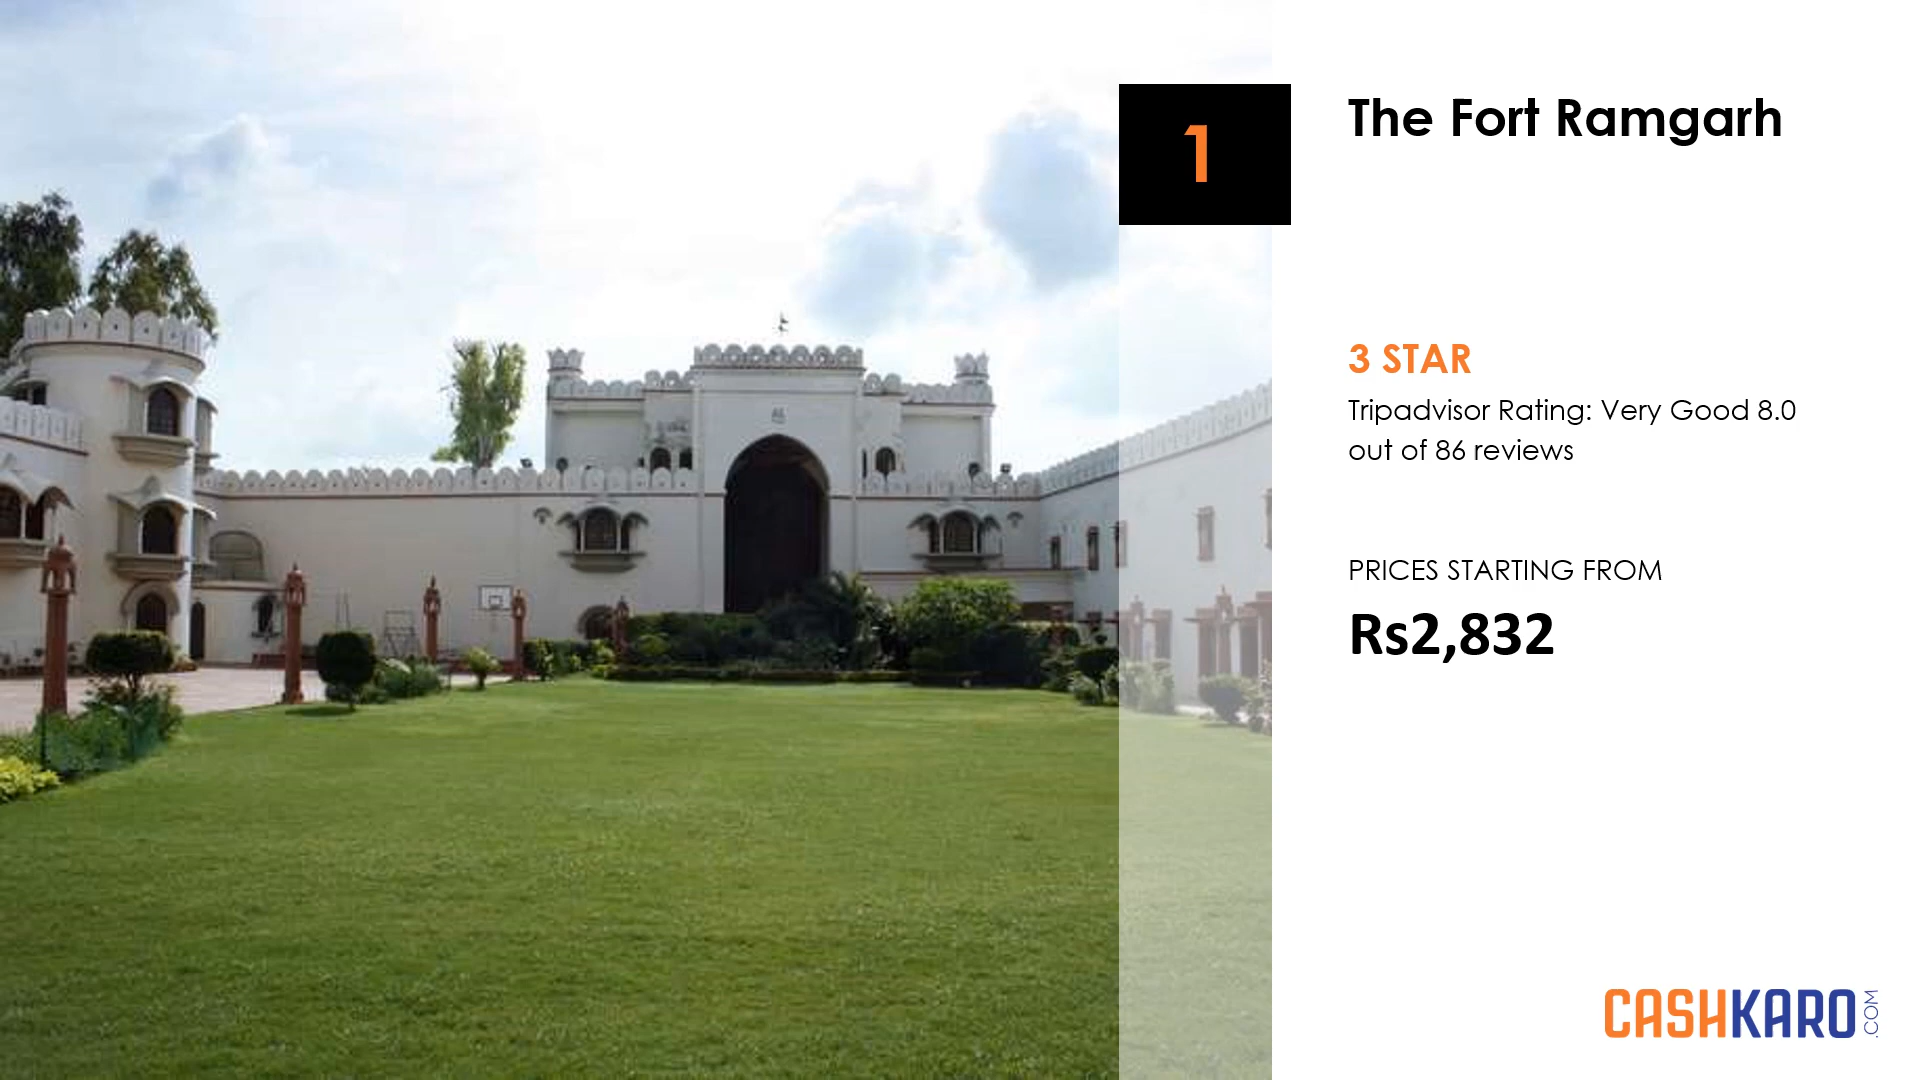 1
The Fort Ramgarh
3 STAR
Tripadvisor Rating: Very Good 8.0
out of 86 reviews
PRICES STARTING FROM
Rs2,832
CASHKARO.COM